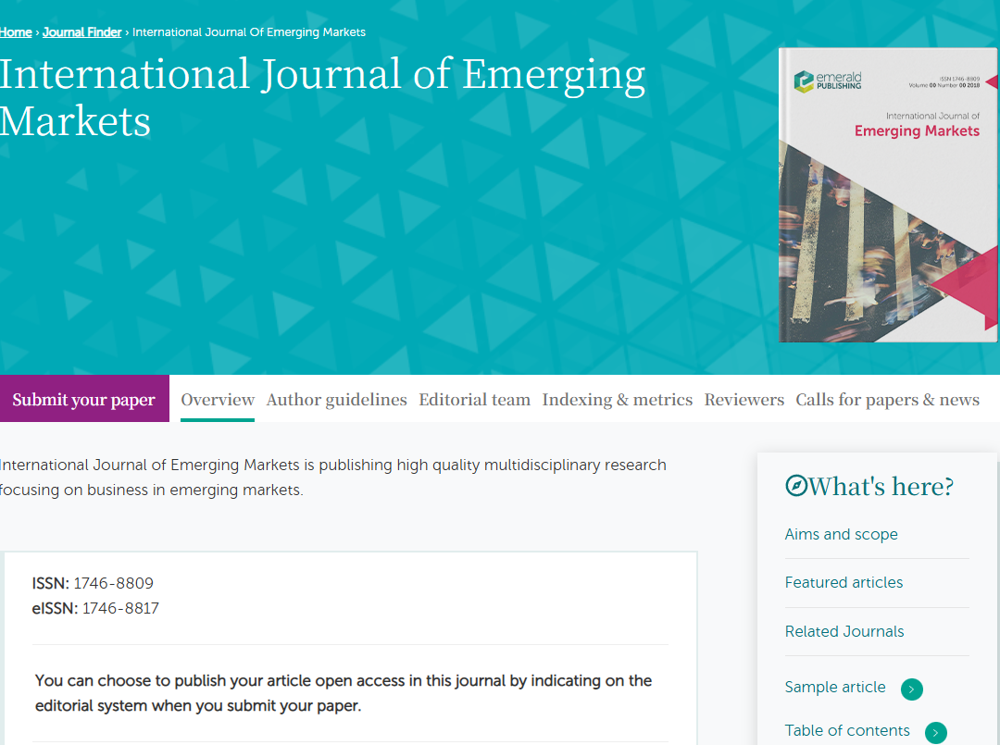 Home › Journal Finder › International Journal Of Emerging Markets
International Journal of Emerging
Markets
emerald
PUBLISHING
ISSN 1746-8809
Volume 00 Number 00 2018
International Journal of
Emerging Markets
Submit your paper
Overview
Author guidelines
Editorial team
Indexing & metrics
Reviewers
Calls for papers & news
International Journal of Emerging Markets is publishing high quality multidisciplinary research
focusing on business in emerging markets.
ISSN: 1746-8809
eISSN: 1746-8817
You can choose to publish your article open access in this journal by indicating on the
editorial system when you submit your paper.
What's here?
Aims and scope
Featured articles
Related Journals
Sample article
Table of contents